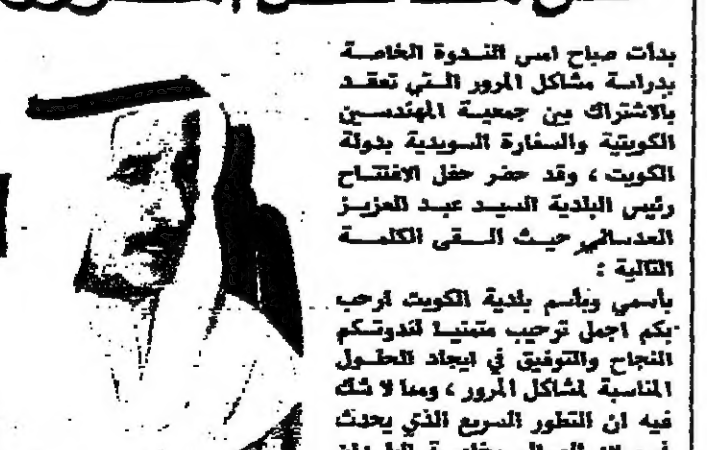 بدأت صباح امس الندوة الخاصة
بدراسة مشاكل المرور التي تعقد
بالاشتراك بين جمعية المهندسين
الكويتية والسفارة السويدية بدولة
الكويت ، وقد حضر حفل الافتتاح
رئيس البلدية السيد عبد العزيز
العدساني حيث القى الكلمة
التالية :
بأسمي وبأسم بلدية الكويت ارحب
بكم اجمل ترحيب متمنيا لندوتكم
النجاح والتوفيق في ايجاد الحلول
المناسبة لمشاكل المرور ، ومما لا شك
فيه ان التطور السريع الذي يحدث